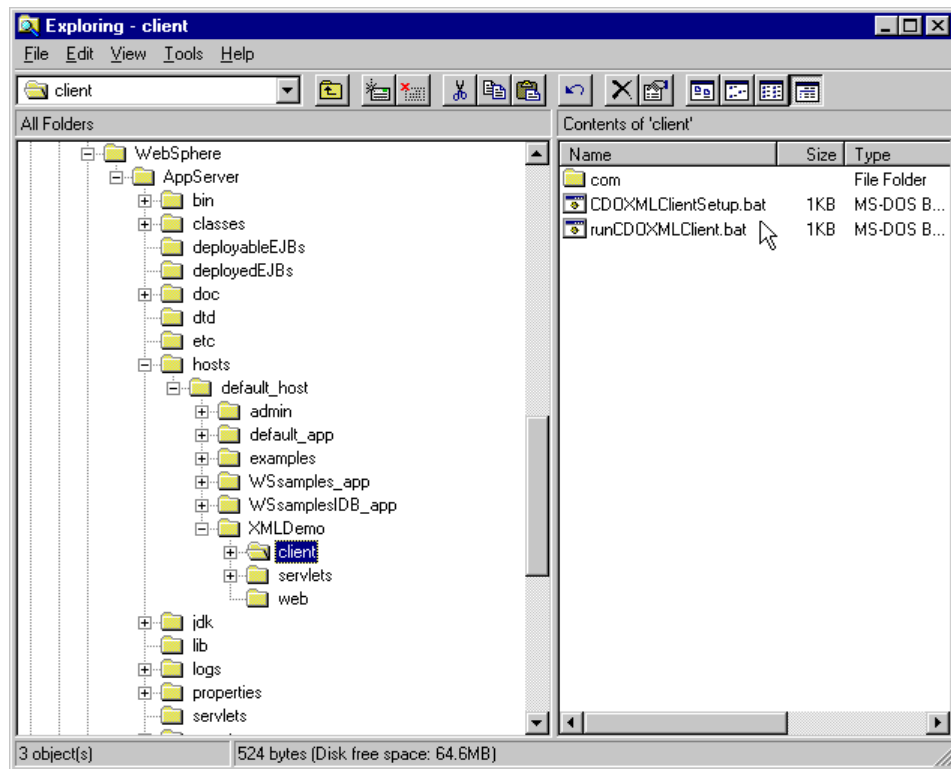 Exploring - client
File Edit View Tools Help
client
All Folders
Contents of 'client'
WebSphere
AppServer
bin
classes
deployableEJBs
deployedEJBs
doc
dtd
etc
hosts
default_host
admin
default_app
examples
WSsamples_app
WSsamplesIDB_app
XMLDemo
client
servlets
web
jdk
lib
logs
properties
servlets
Name Size Type
com File Folder
CDOXMLClientSetup.bat 1KB MS-DOS B...
runCDOXMLClient.bat 1KB MS-DOS B...
3 object(s) 524 bytes (Disk free space: 64.6MB)